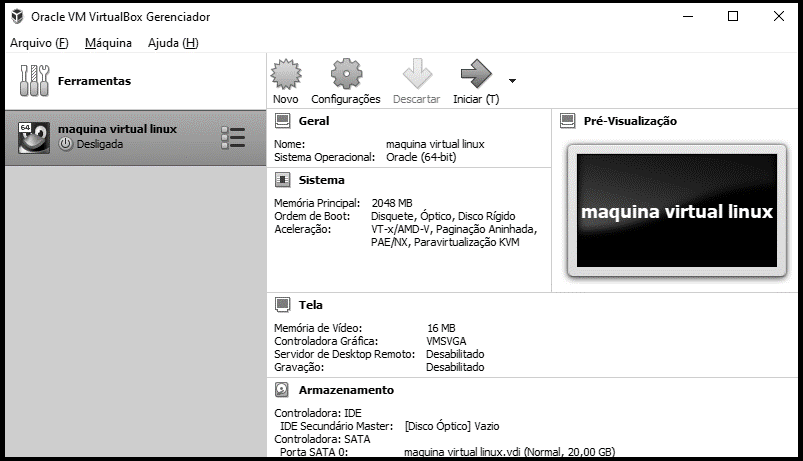 Oracle VM VirtualBox Gerenciador
Arquivo (F) Máquina Ajuda (H)
Ferramentas
Novo Configurações Descartar Iniciar (T)
64
maquina virtual linux
Desligada
Geral
Nome: maquina virtual linux
Sistema Operacional: Oracle (64-bit)
Sistema
Memória Principal: 2048 MB
Ordem de Boot: Disquete, Óptico, Disco Rígido
Aceleração: VT-x/AMD-V, Paginação Aninhada,
PAE/NX, Paravirtualização KVM
Pré-Visualização
maquina virtual linux
Tela
Memória de Vídeo: 16 MB
Controladora Gráfica: VMSVGA
Servidor de Desktop Remoto: Desabilitado
Gravação: Desabilitado
Armazenamento
Controladora: IDE
IDE Secundário Master: [Disco Óptico] Vazio
Controladora: SATA
Porta SATA 0: maquina virtual linux.vdi (Normal, 20,00 GB)